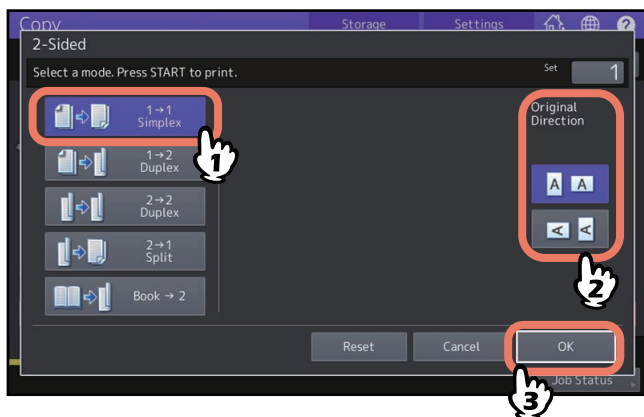 Copy
Storage
Settings
2-Sided
Select a mode. Press START to print.
Set
1
1→1
Simplex
1→2
Duplex
2→2
Duplex
2→1
Split
Book → 2
Original
Direction
A A
A A
1
2
Reset
Cancel
OK
3
Job Status